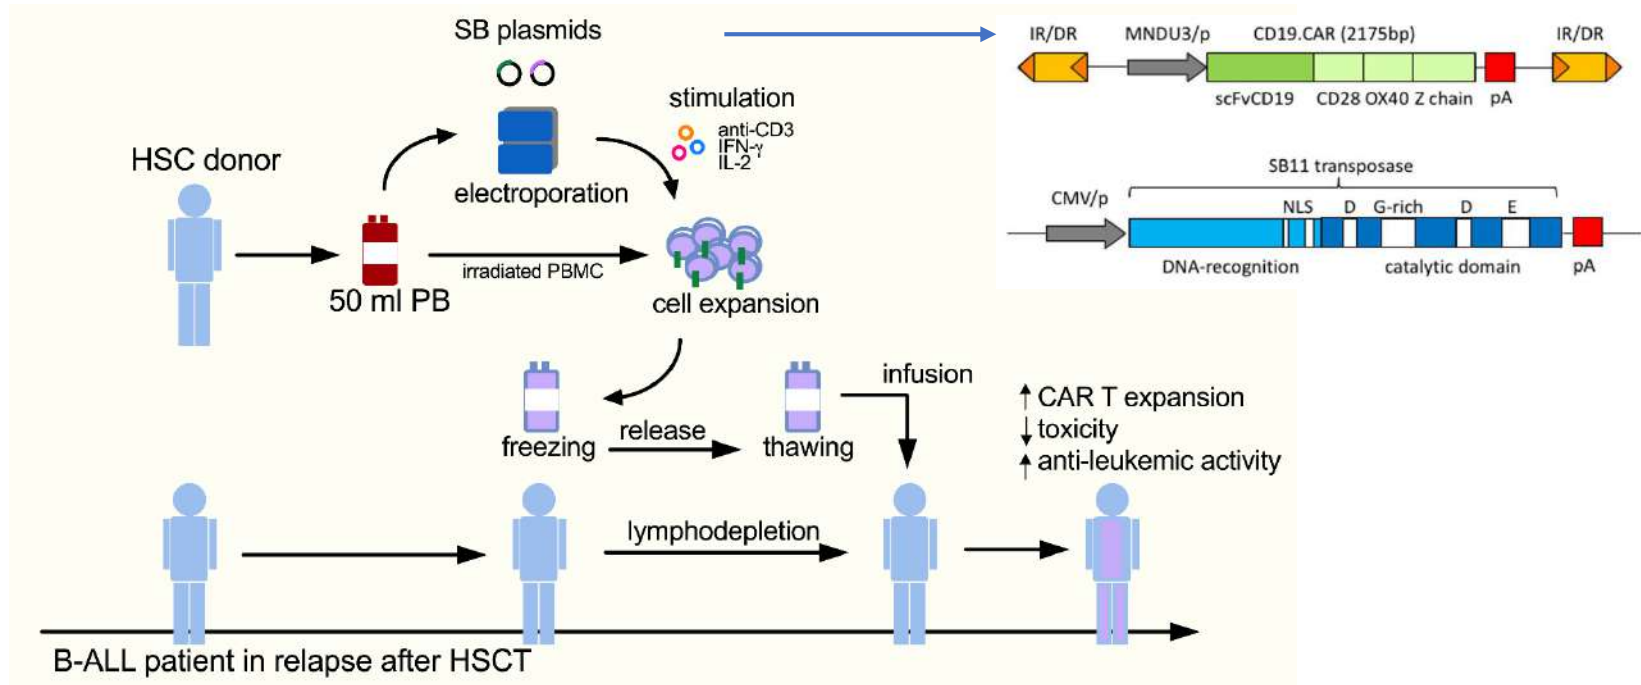 SB plasmids
stimulation
anti-CD3
IFN-γ
IL-2
electroporation
HSC donor
50 ml PB
irradiated PBMC
cell expansion
freezing
release
thawing
infusion
CAR T expansion
toxicity
anti-leukemic activity
lymphodepletion
B-ALL patient in relapse after HSCT
IR/DR MNDU3/p CD19.CAR (2175bp) IR/DR
scFvCD19 CD28 OX40 Z chain pA
SB11 transposase
CMV/p NLS D G-rich D E
DNA-recognition catalytic domain pA